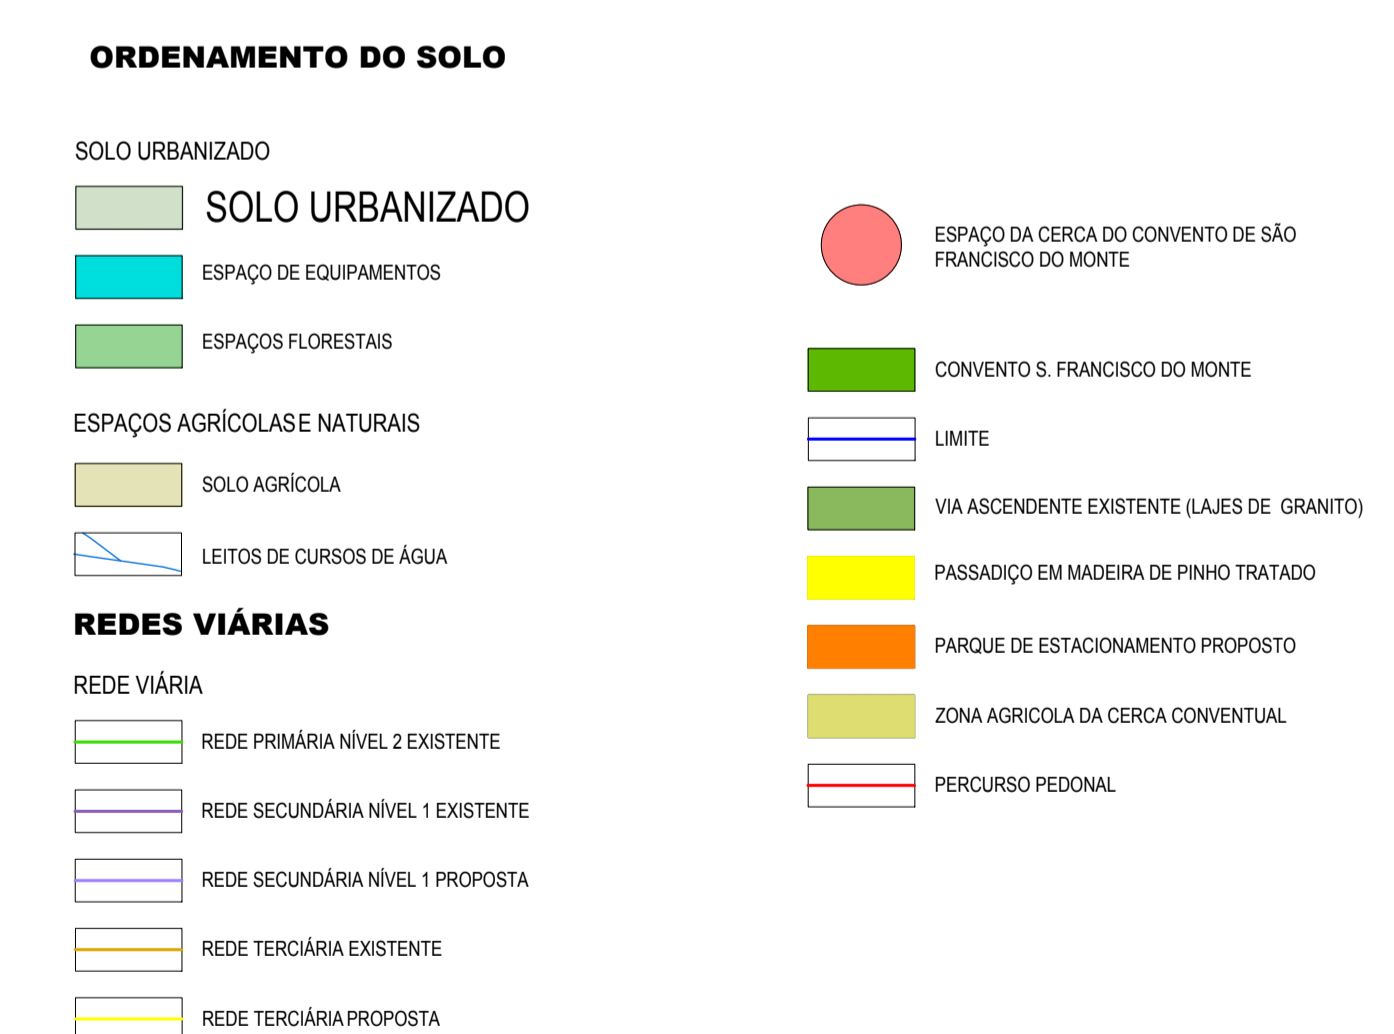 ORDENAMENTO DO SOLO
SOLO URBANIZADO
SOLO URBANIZADO
ESPAÇO DE EQUIPAMENTOS
ESPAÇOS FLORESTAIS
ESPAÇOS AGRÍCOLAS E NATURAIS
SOLO AGRÍCOLA
LEITOS DE CURSOS DE ÁGUA
REDES VIÁRIAS
REDE VIÁRIA
REDE PRIMÁRIA NÍVEL 2 EXISTENTE
REDE SECUNDÁRIA NÍVEL 1 EXISTENTE
REDE SECUNDÁRIA NÍVEL 1 PROPOSTA
REDE TERCIÁRIA EXISTENTE
REDE TERCIÁRIA PROPOSTA
ESPAÇO DA CERCA DO CONVENTO DE SÃO
FRANCISCO DO MONTE
CONVENTO S. FRANCISCO DO MONTE
LIMITE
VIA ASCENDENTE EXISTENTE (LAJES DE GRANITO)
PASSADIÇO EM MADEIRA DE PINHO TRATADO
PARQUE DE ESTACIONAMENTO PROPOSTO
ZONA AGRICOLA DA CERCA CONVENTUAL
PERCURSO PEDONAL